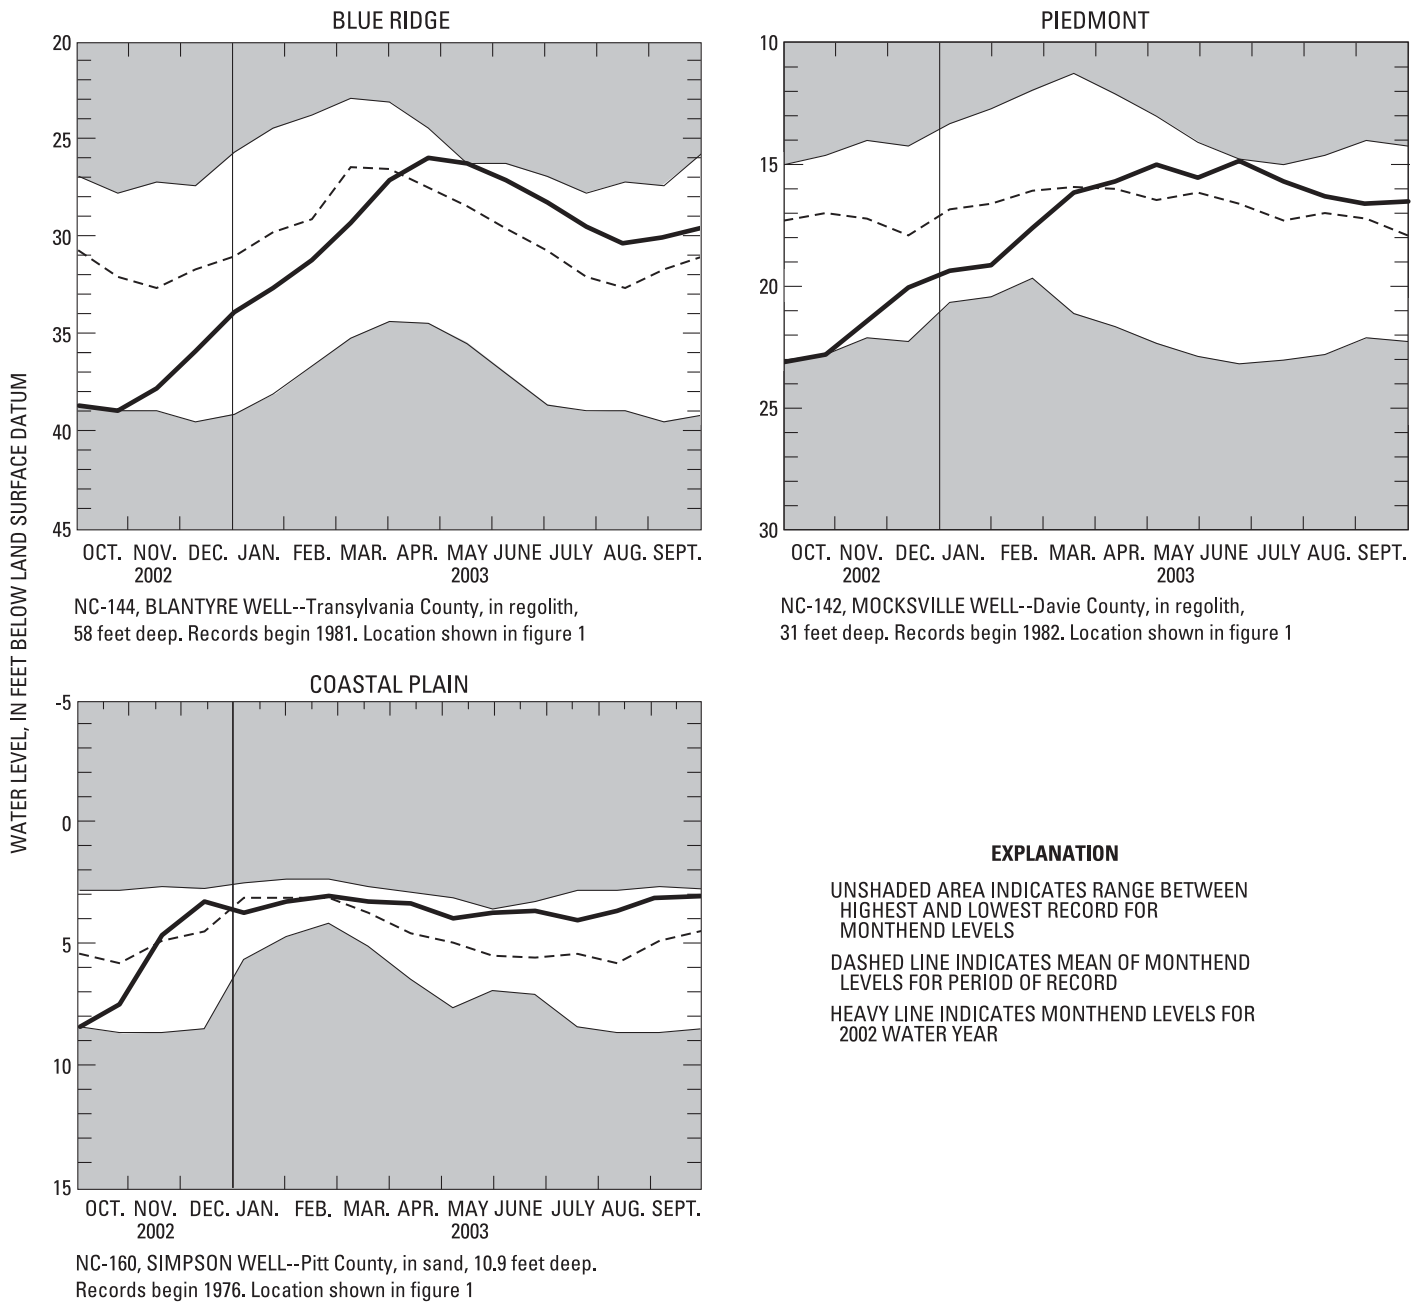 WATER LEVEL, IN FEET BELOW LAND SURFACE DATUM
BLUE RIDGE
20
25
30
35
40
45
OCT. NOV. DEC. JAN. FEB. MAR. APR. MAY JUNE JULY AUG. SEPT.
2002 2003
NC-144, BLANTYRE WELL--Transylvania County, in regolith,
58 feet deep. Records begin 1981. Location shown in figure 1
PIEDMONT
10
15
20
25
30
OCT. NOV. DEC. JAN. FEB. MAR. APR. MAY JUNE JULY AUG. SEPT.
2002 2003
NC-142, MOCKSVILLE WELL--Davie County, in regolith,
31 feet deep. Records begin 1982. Location shown in figure 1
COASTAL PLAIN
-5
0
5
10
15
OCT. NOV. DEC. JAN. FEB. MAR. APR. MAY JUNE JULY AUG. SEPT.
2002 2003
NC-160, SIMPSON WELL--Pitt County, in sand, 10.9 feet deep.
Records begin 1976. Location shown in figure 1
EXPLANATION
UNSHADED AREA INDICATES RANGE BETWEEN
HIGHEST AND LOWEST RECORD FOR
MONTHEND LEVELS
DASHED LINE INDICATES MEAN OF MONTHEND
LEVELS FOR PERIOD OF RECORD
HEAVY LINE INDICATES MONTHEND LEVELS FOR
2002 WATER YEAR